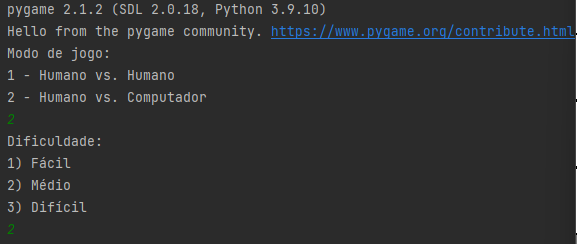 pygame 2.1.2 (SDL 2.0.18, Python 3.9.10)
Hello from the pygame community. https://www.pygame.org/contribute.html
Modo de jogo:
1 - Humano vs. Humano
2 - Humano vs. Computador
2
Dificuldade:
1) Fácil
2) Médio
3) Difícil
2